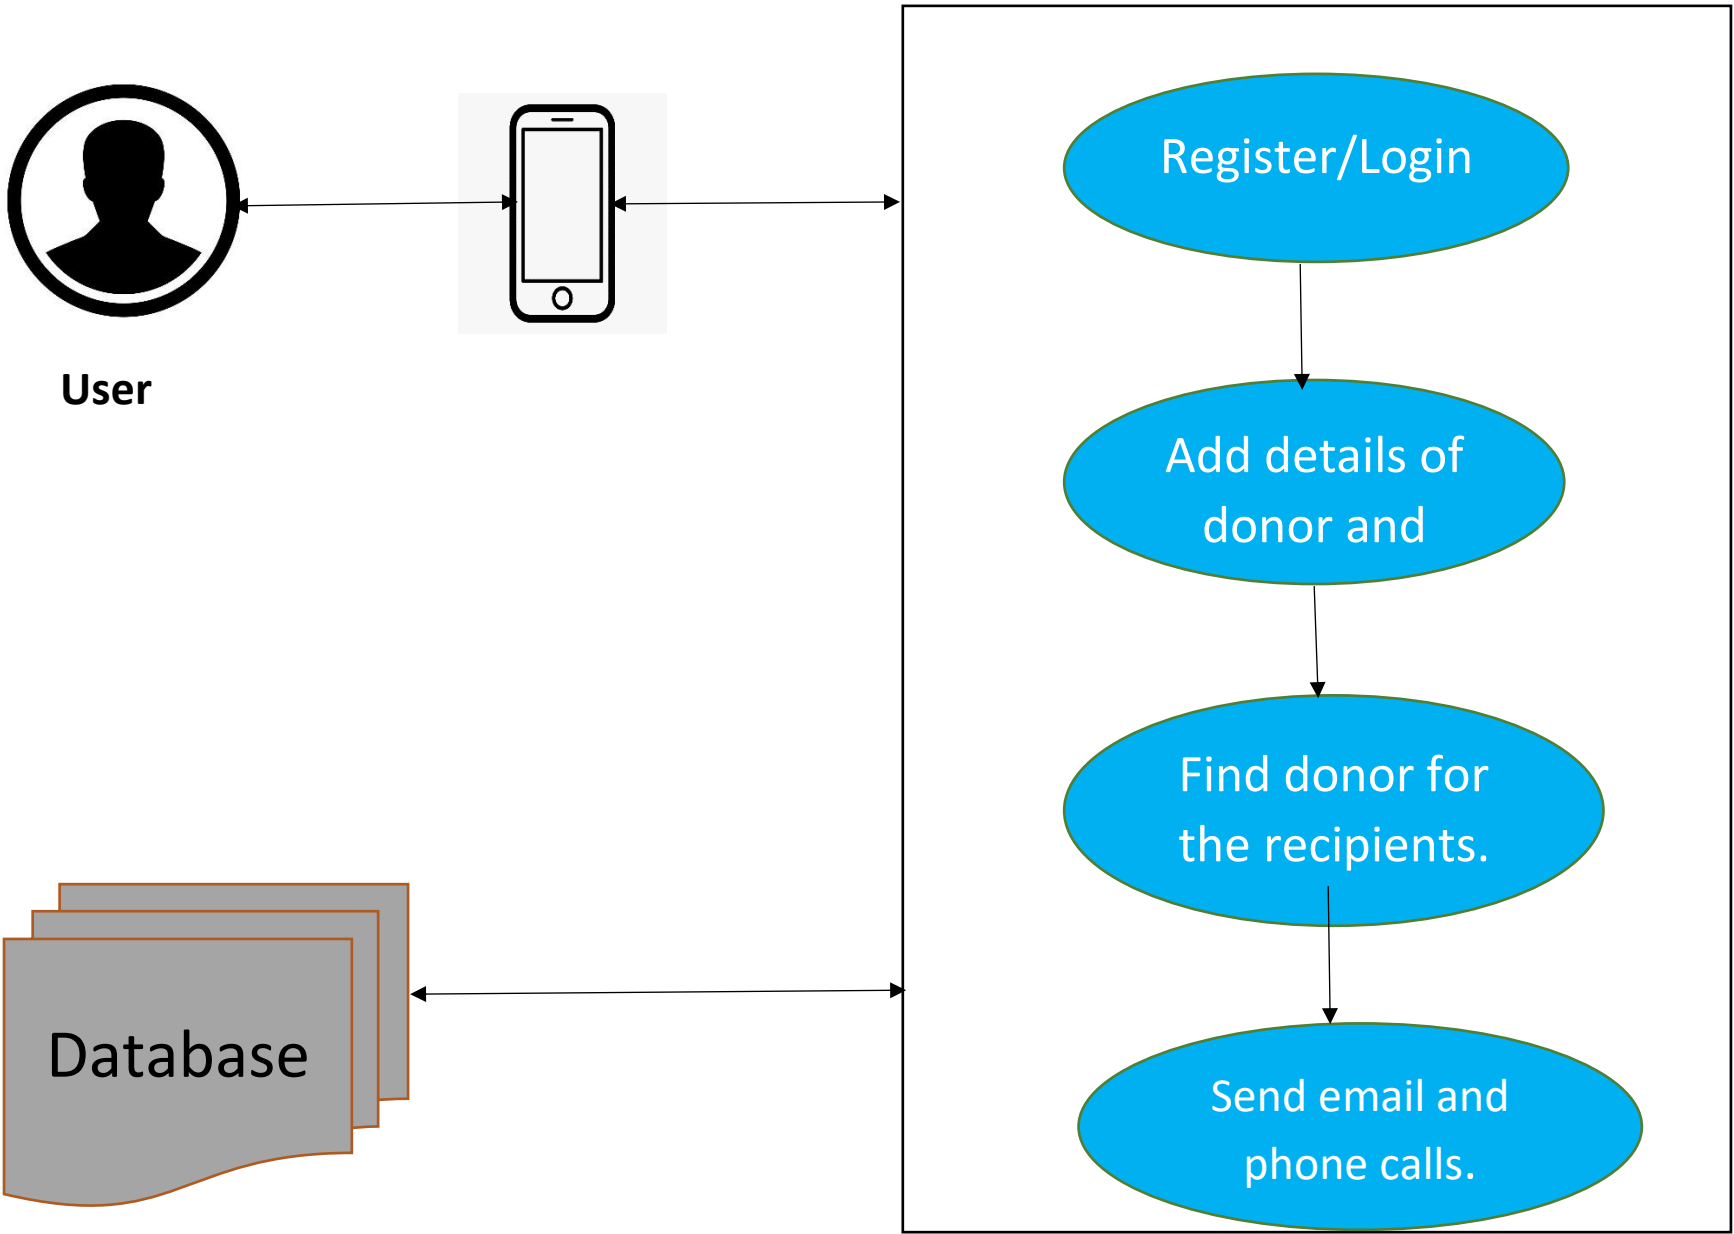 Register/Login
User
Add details of
donor and
Find donor for
the recipients.
Database
Send email and
phone calls.